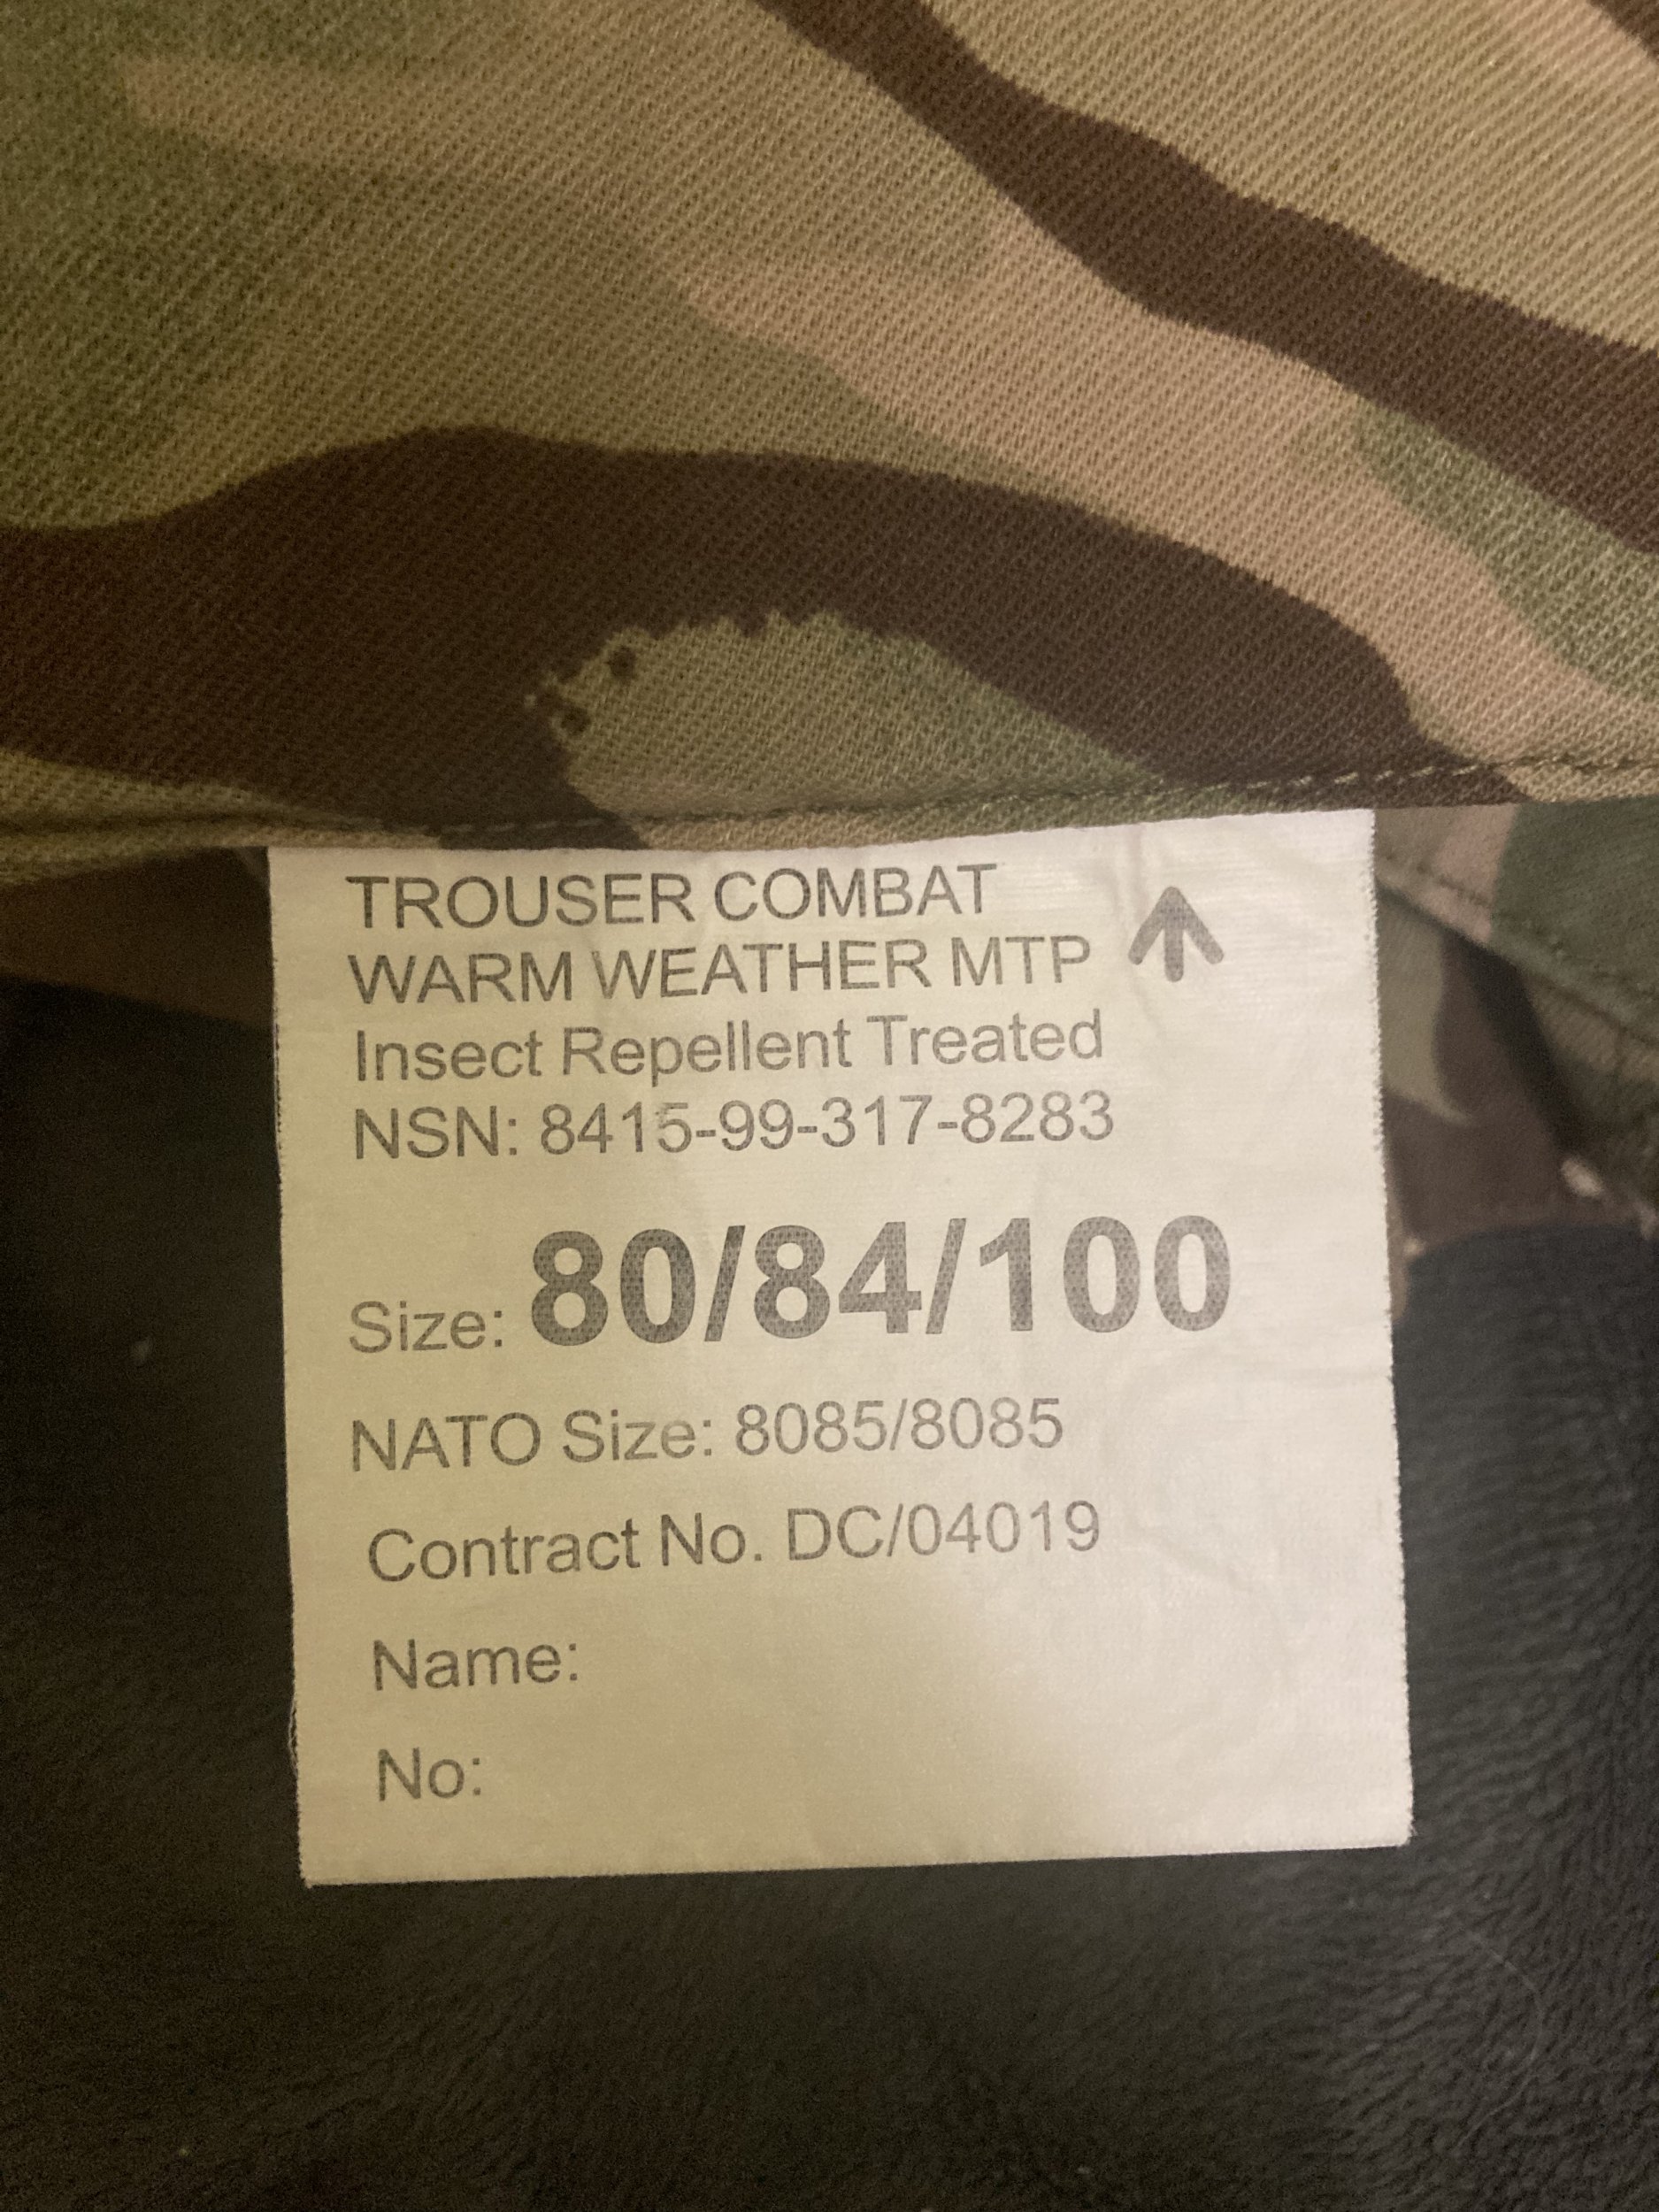 TROUSER COMBAT
WARM WEATHER MTP
Insect Repellent Treated
NSN: 8415-99-317-8283
Size: 80/84/100
NATO Size: 8085/8085
Contract No. DC/04019
Name:
No: